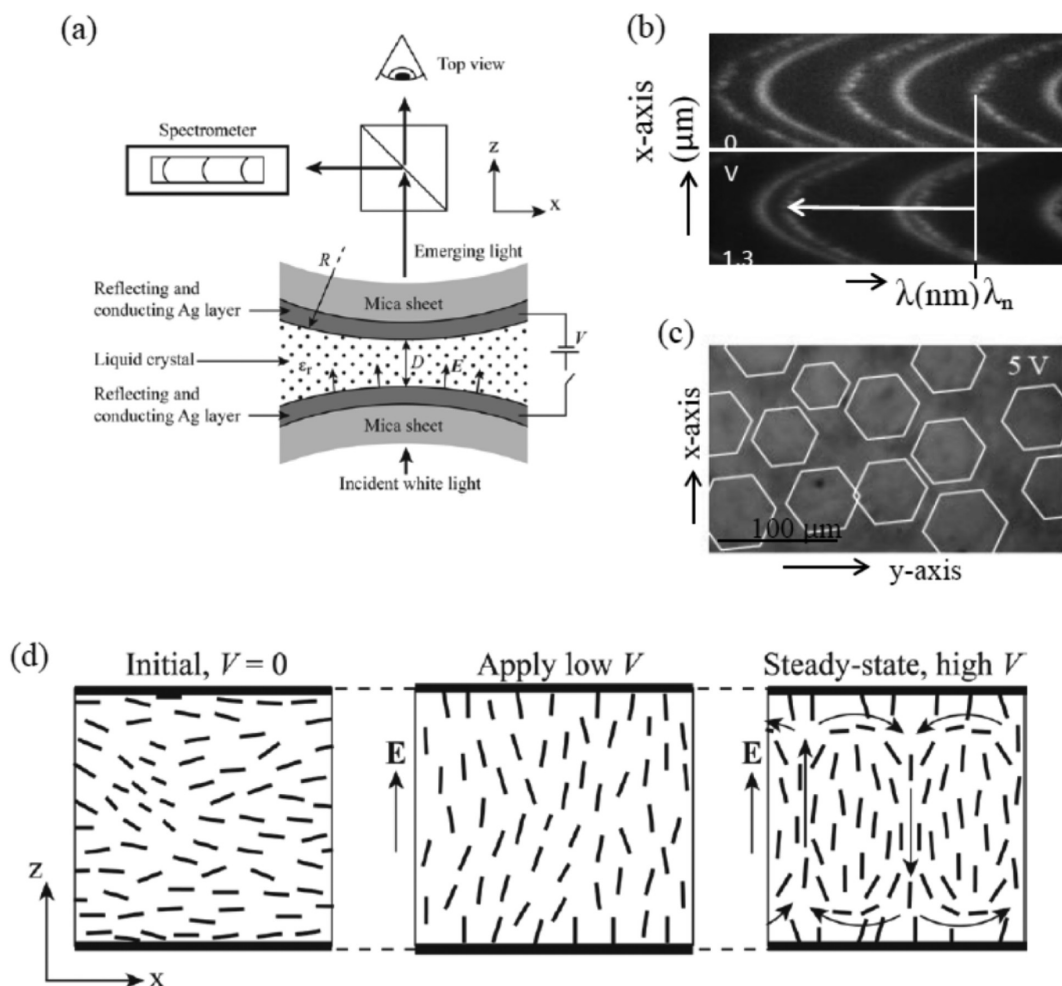 (a)
Top view
Spectrometer
z
x
Emerging light
R
Reflecting and
conducting Ag layer
Mica sheet
V
Liquid crystal
D
εr
E
Reflecting and
conducting Ag layer
Mica sheet
Incident white light
(b)
x-axis
(μm)
0
V
1.3
λ(nm) λn
(c)
5 V
x-axis
100 μm
y-axis
(d)
Initial, V = 0
Apply low V
Steady-state, high V
E
E
z
x